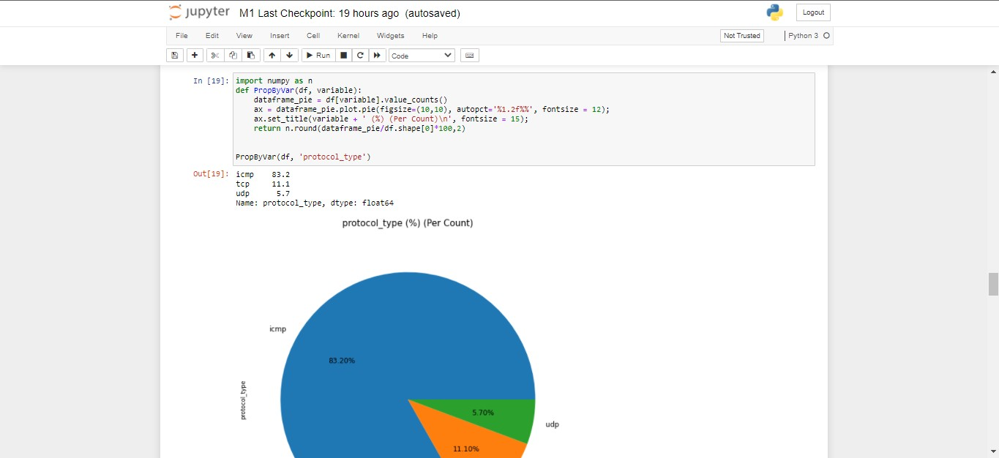 jupyter M1 Last Checkpoint: 19 hours ago (autosaved) Logout
File Edit View Insert Cell Kernel Widgets Help Not Trusted Python 3
Run Code
In [19]: import numpy as n
def PropByVar(df, variable):
    dataframe_pie = df[variable].value_counts()
    ax = dataframe_pie.plot.pie(figsize=(10,10), autopct='%1.2f%%', fontsize = 12);
    ax.set_title(variable + ' (%) (Per Count)\n', fontsize = 15);
    return n.round(dataframe_pie/df.shape[0]*100,2)
PropByVar(df, 'protocol_type')
Out[19]: icmp 83.2
tcp 11.1
udp 5.7
Name: protocol_type, dtype: float64
protocol_type (%) (Per Count)
icmp
83.20%
protocol_type
5.70%
udp
11.10%